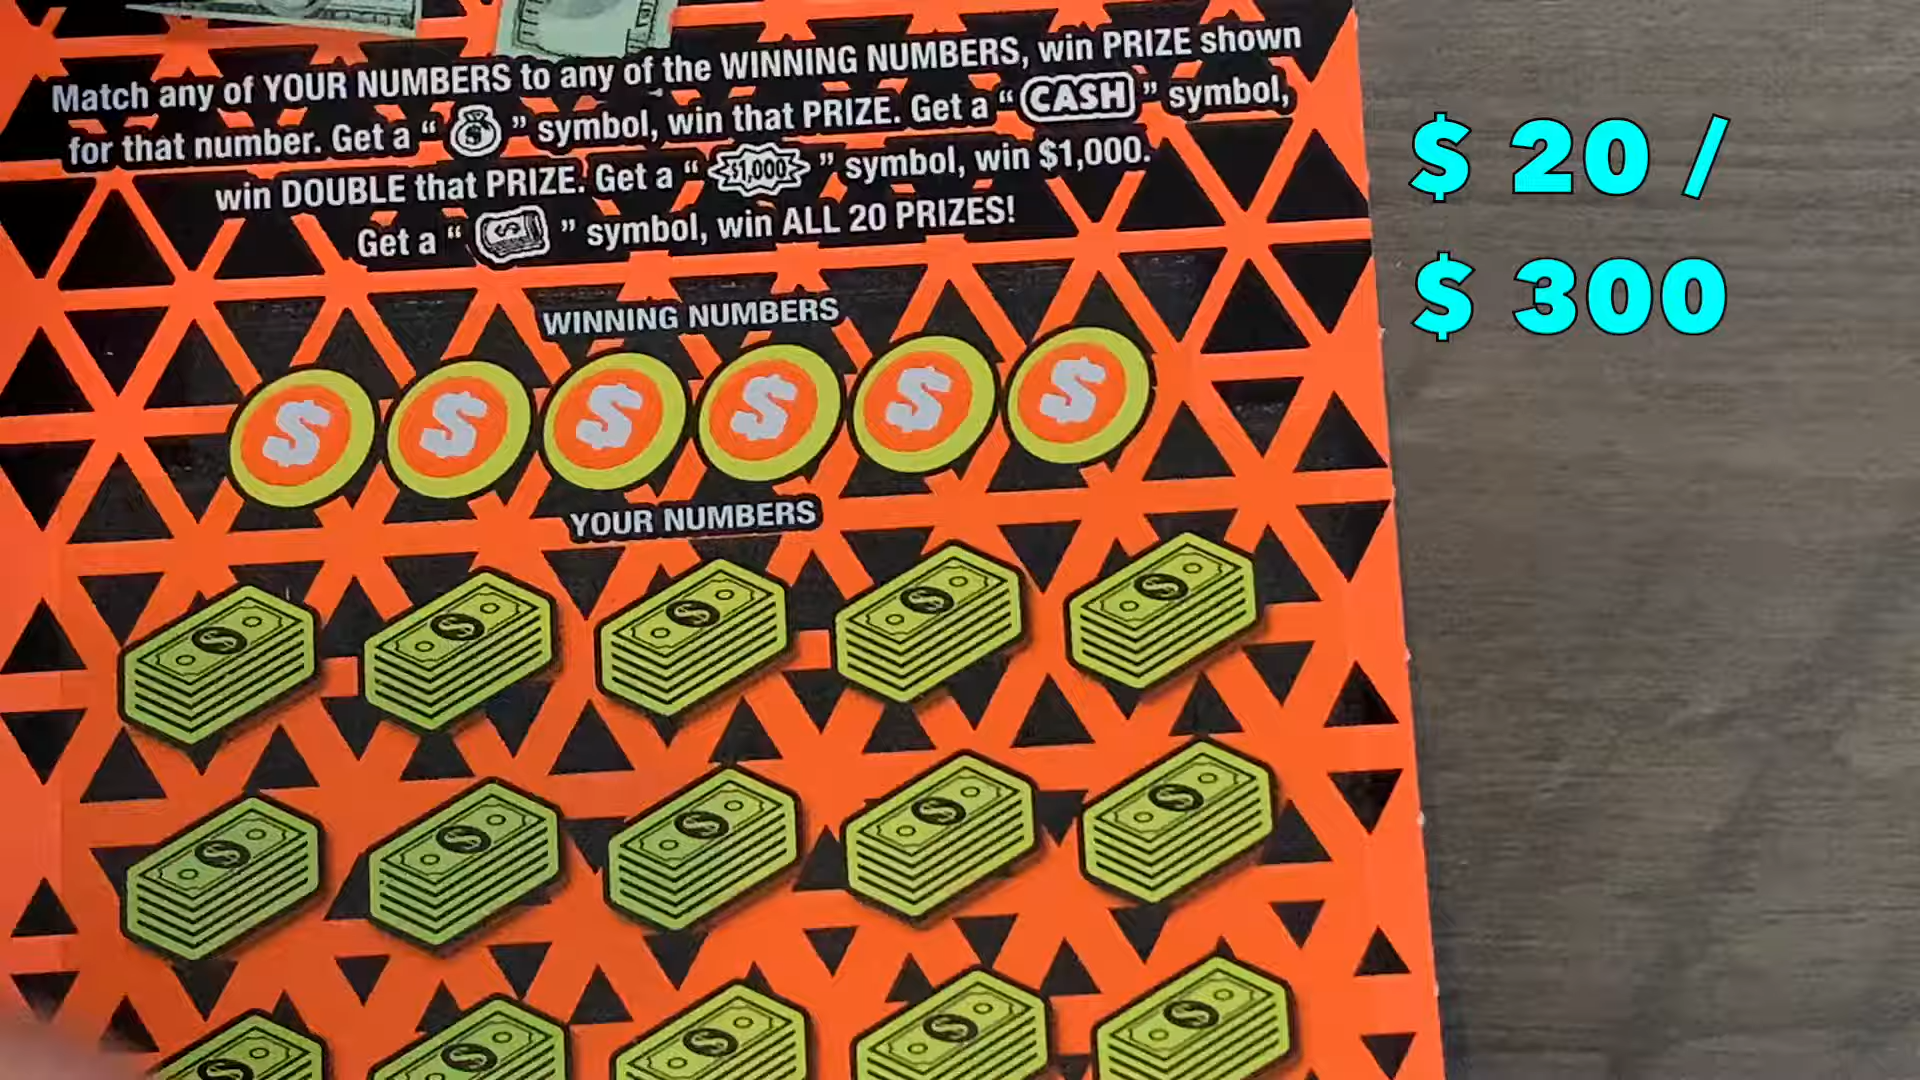 Match any of YOUR NUMBERS to any of the WINNING NUMBERS, win PRIZE shown
for that number. Get a “ ” symbol, win that PRIZE. Get a “CASH” symbol,
win DOUBLE that PRIZE. Get a “$1,000” symbol, win $1,000.
Get a “ ” symbol, win ALL 20 PRIZES!
$ 20 /
$ 300
WINNING NUMBERS
$ $ $ $ $ $
YOUR NUMBERS